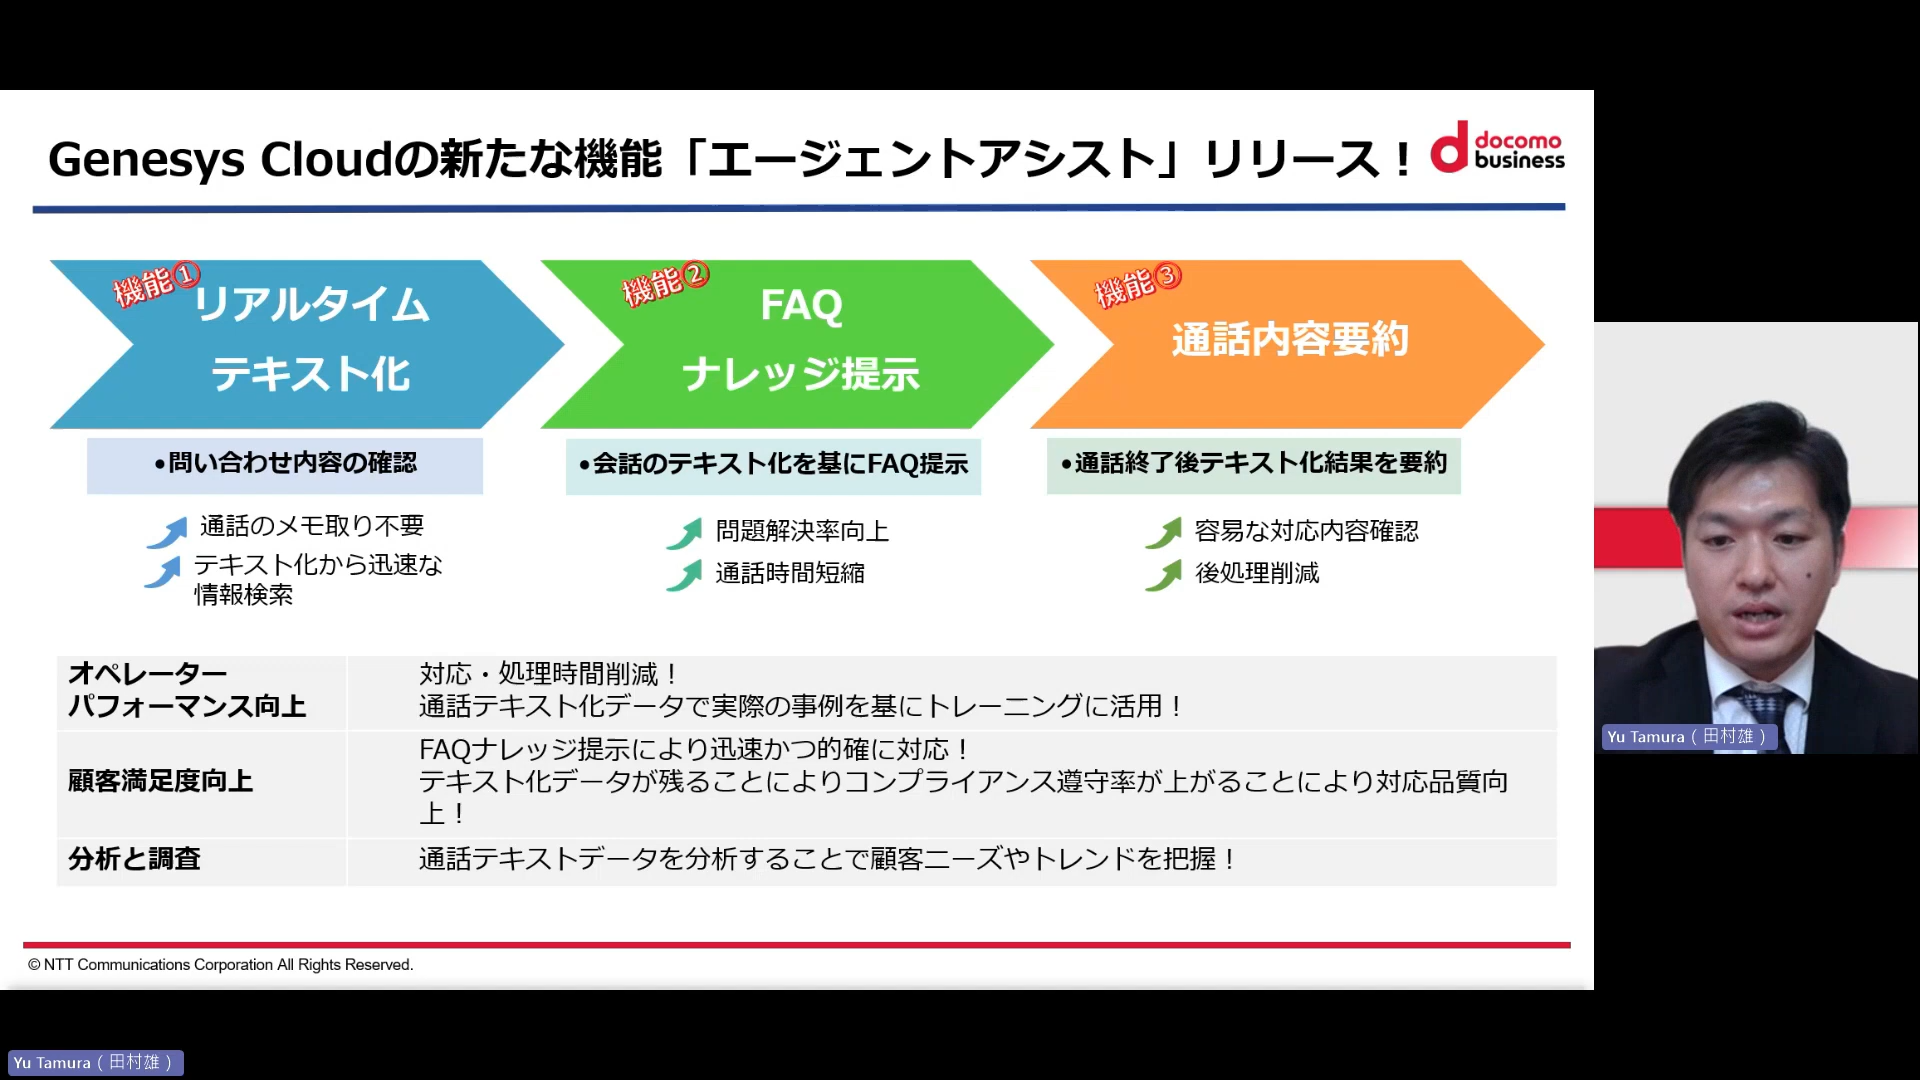 Genesys Cloudの新たな機能「エージェントアシスト」リリース！
docomo
business
機能①
リアルタイム
テキスト化
機能②
FAQ
ナレッジ提示
機能③
通話内容要約
•問い合わせ内容の確認
•会話のテキスト化を基にFAQ提示
•通話終了後テキスト化結果を要約
通話のメモ取り不要
テキスト化から迅速な
情報検索
問題解決率向上
通話時間短縮
容易な対応内容確認
後処理削減
オペレーター
パフォーマンス向上
対応・処理時間削減！
通話テキスト化データで実際の事例を基にトレーニングに活用！
顧客満足度向上
FAQナレッジ提示により迅速かつ的確に対応！
テキスト化データが残ることによりコンプライアンス遵守率が上がることにより対応品質向
上！
分析と調査
通話テキストデータを分析することで顧客ニーズやトレンドを把握！
© NTT Communications Corporation All Rights Reserved.
Yu Tamura（田村雄）
Yu Tamura（田村雄）